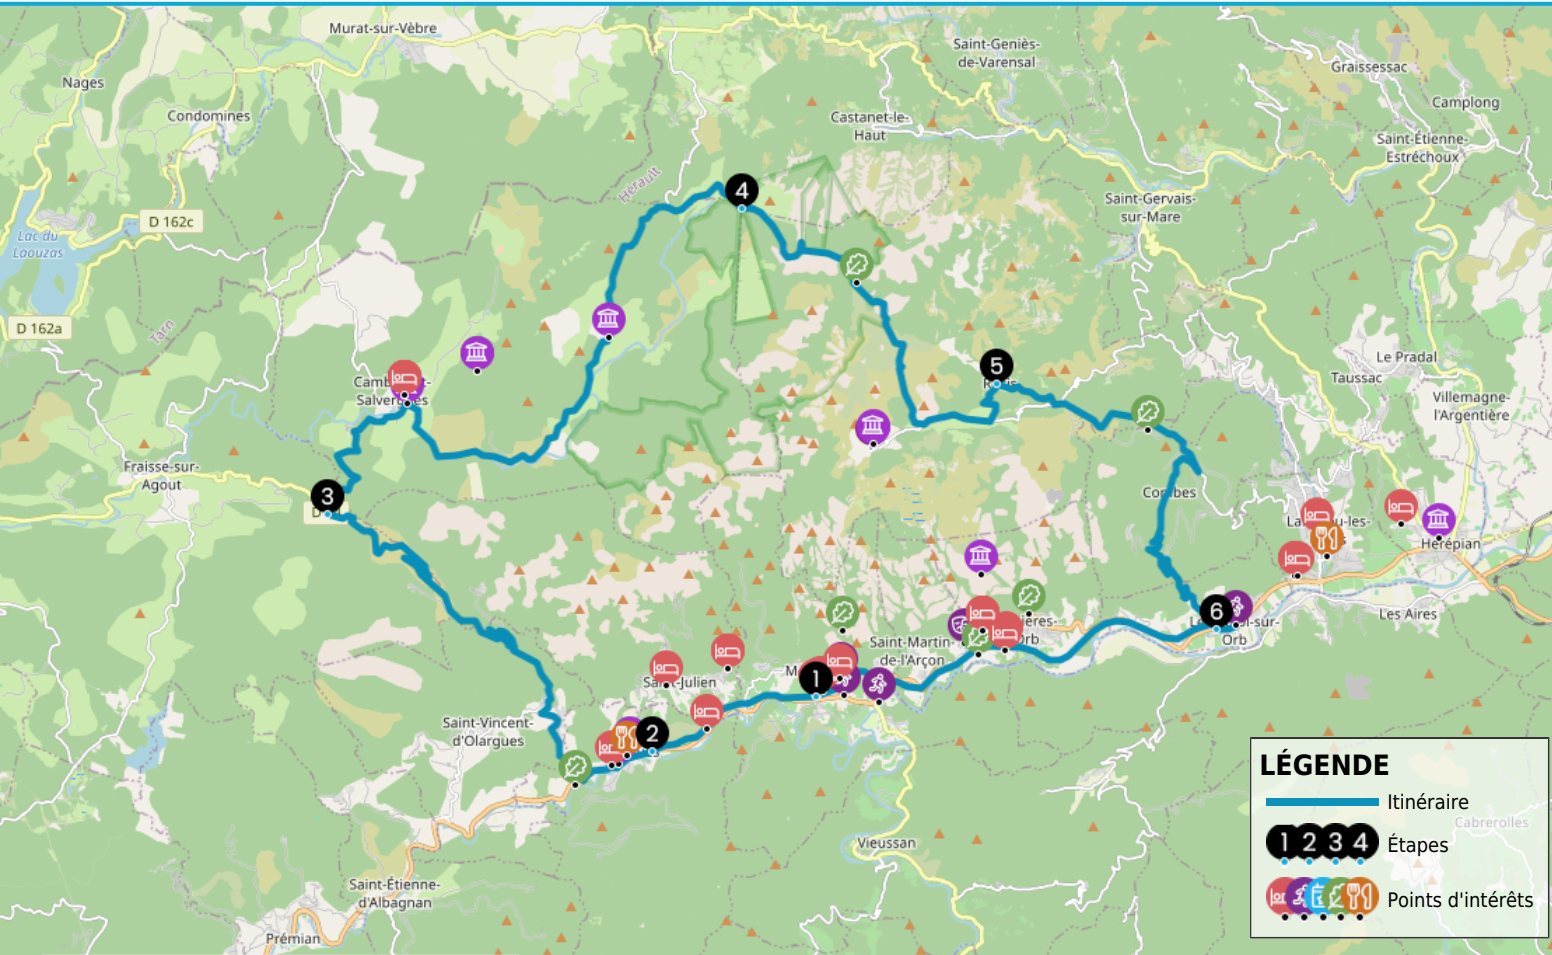 Murat-sur-Vèbre
Saint-Geniès-
de-Varensal
Graissessac
Nages
Camplong
Condomines
Castanet-le-
Haut
Saint-Étienne-
Estréchoux
Hérault
4
Saint-Gervais-
sur-Mare
D 162c
Lac du
Laouzas
D 162a
Tarn
Le Pradal
5
Taussac
Salvergues
Villemagne-
l'Argentière
Fraisse-sur-
Agout
3
Combes
Hérépian
6
Les Aires
Orb
Saint-Martin-
de-l'Arçon
1
Saint-Julien
Saint-Vincent-
d'Olargues
2
Vieussan
Saint-Étienne-
d'Albagnan
Prémian
LÉGENDE
Itinéraire
Cabrerolles
1 2 3 4 Étapes
Points d'intérêts